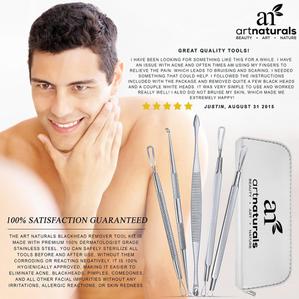 an
artnaturals
BEAUTY • ART • NATURE
GREAT QUALITY TOOLS!
I HAVE BEEN LOOKING FOR SOMETHING LIKE THIS FOR A WHILE. I HAVE
AN ISSUE WITH ACNE AND OFTEN TIMES AM USING MY FINGERS TO
RELIEVE THE PAIN. WHICH LEADS TO BRUISING AND SCARING. I NEEDED
SOMETHING THAT COULD HELP. I FOLLOWED THE INSTRUCTIONS
INCLUDED WITH THE PACKAGE AND REMOVED QUITE A FEW BLACK HEADS
AND A COUPLE WHITE HEADS. IT WAS VERY SIMPLE TO USE AND WORKED
REALLY WELL! I ALSO DID NOT BRUISE MY SKIN, WHICH MADE ME
EXTREMELY HAPPY!
JUSTIN, AUGUST 31 2015
an
artnaturals
BEAUTY • ART • NATURE
100% SATISFACTION GUARANTEED
THE ART NATURALS BLACKHEAD REMOVER TOOL KIT IS
MADE WITH PREMIUM 100% DERMATOLOGIST GRADE
STAINLESS STEEL. YOU CAN SAFELY STERILIZE ALL
TOOLS BEFORE AND AFTER USE, WITHOUT THEM
CORRODING OR REACTING NEGATIVELY. IT IS 100%
HYGIENICALLY APPROVED. MAKING IT EASIER TO
ELIMINATE ACNE, BLACKHEADS, PIMPLES, COMEDONES,
AND ALL OTHER FACIAL IMPURITIES WITHOUT ANY
IRRITATIONS, ALLERGIC REACTIONS, OR SKIN REDNESS.